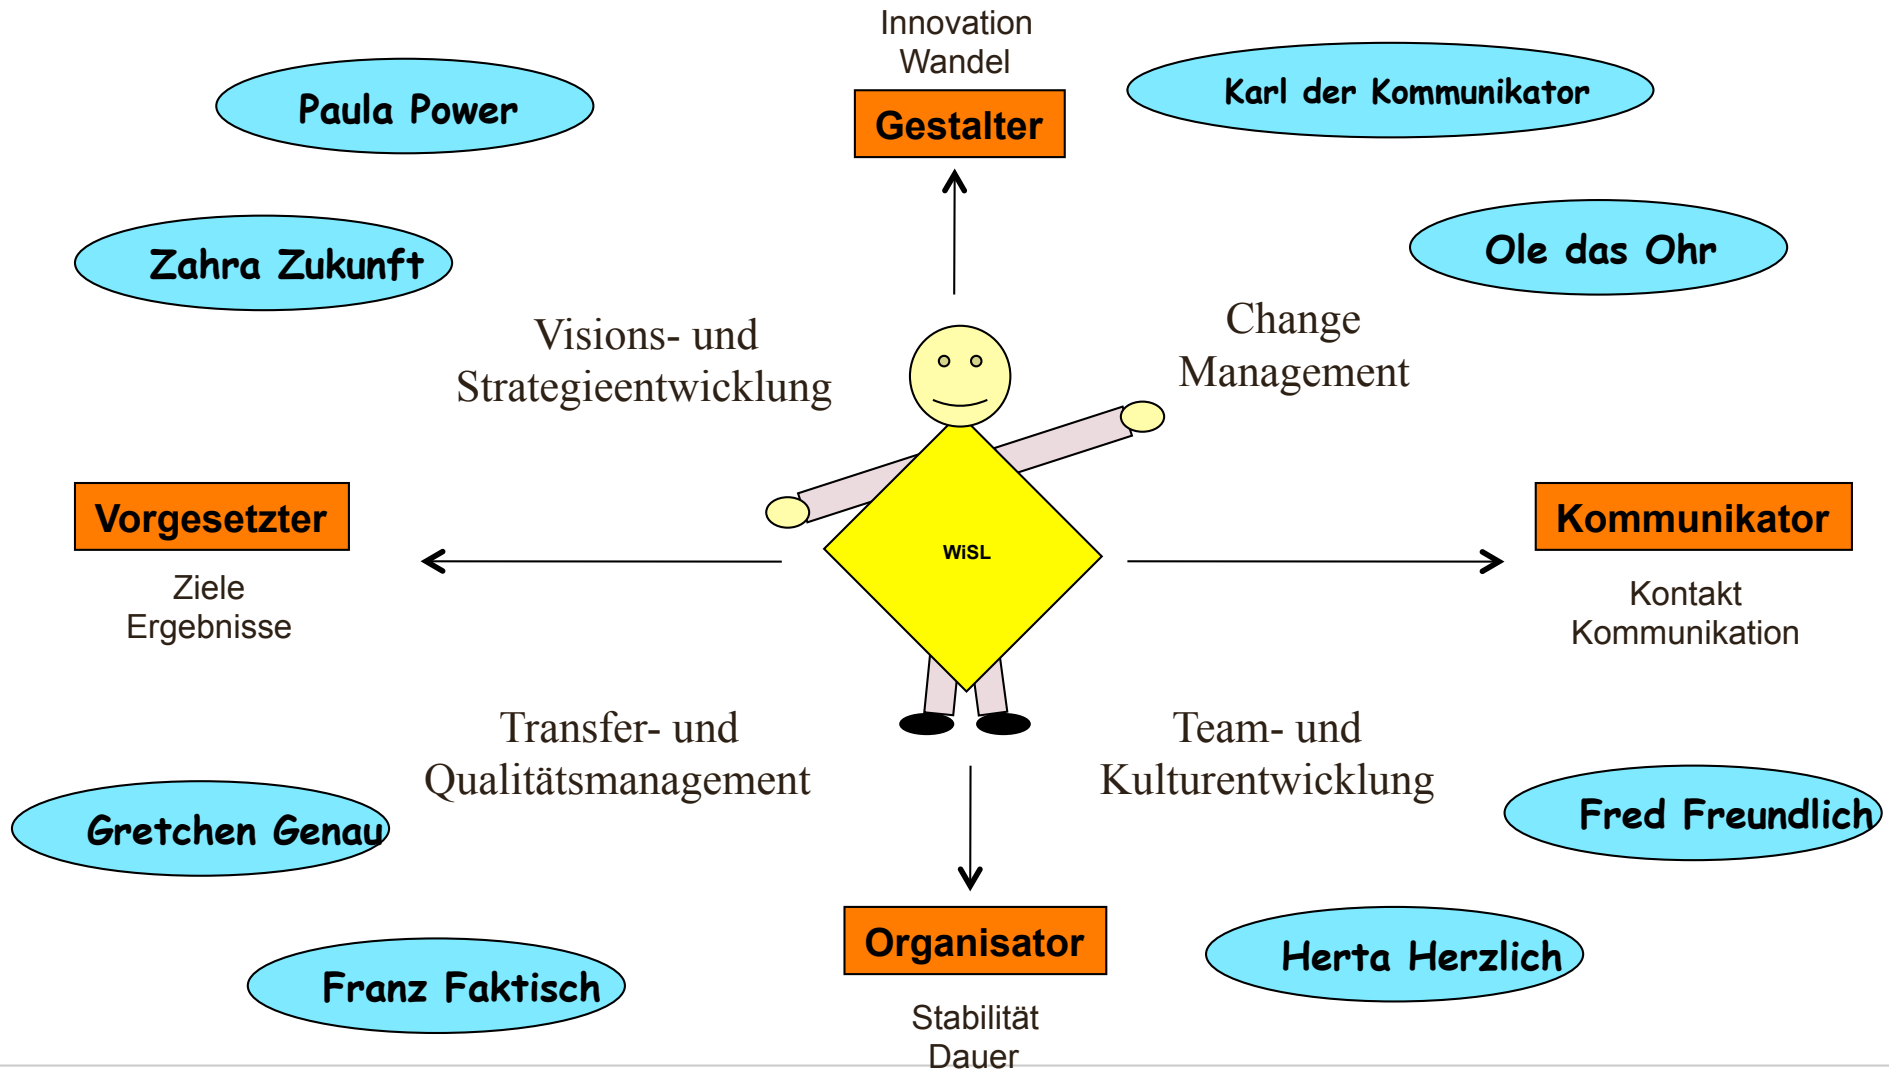 Innovation
Wandel
Gestalter
Paula Power
Karl der Kommunikator
Zahra Zukunft
Ole das Ohr
Visions- und
Strategieentwicklung
Change
Management
Vorgesetzter
Ziele
Ergebnisse
WiSL
Kommunikator
Kontakt
Kommunikation
Transfer- und
Qualitätsmanagement
Team- und
Kulturentwicklung
Gretchen Genau
Fred Freundlich
Franz Faktisch
Organisator
Stabilität
Dauer
Herta Herzlich